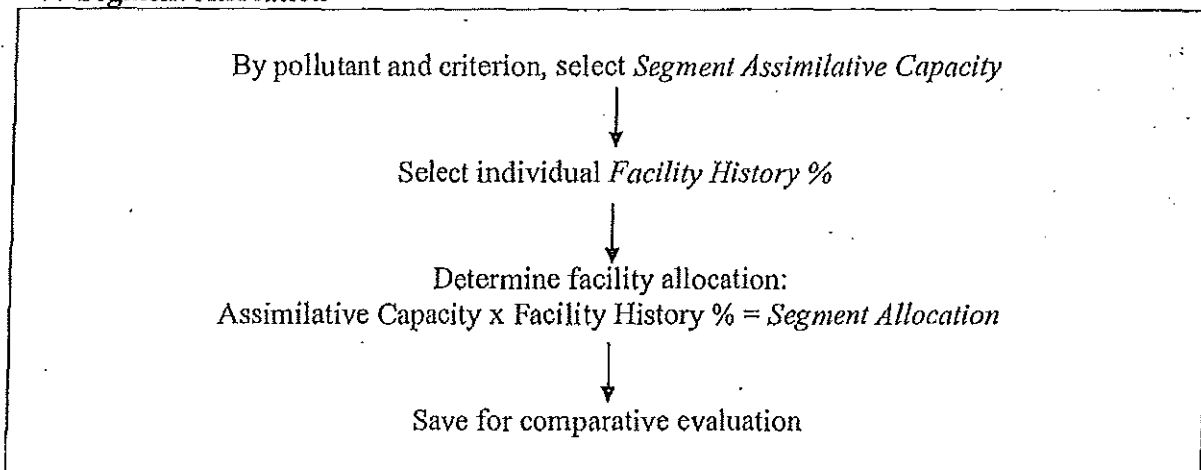 By pollutant and criterion, select Segment Assimilative Capacity
Select individual Facility History %
Determine facility allocation:
Assimilative Capacity x Facility History % = Segment Allocation
Save for comparative evaluation